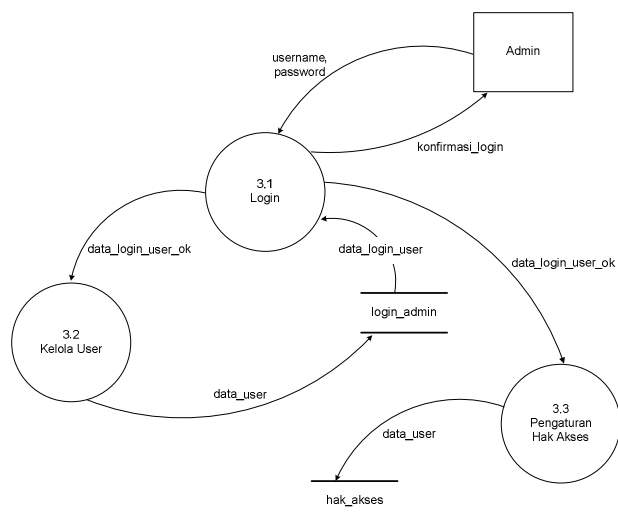 Admin
username,
password
konfirmasi_login
3.1
Login
data_login_user_ok
data_login_user
data_login_user_ok
login_admin
3.2
Kelola User
data_user
3.3
Pengaturan
Hak Akses
data_user
hak_akses